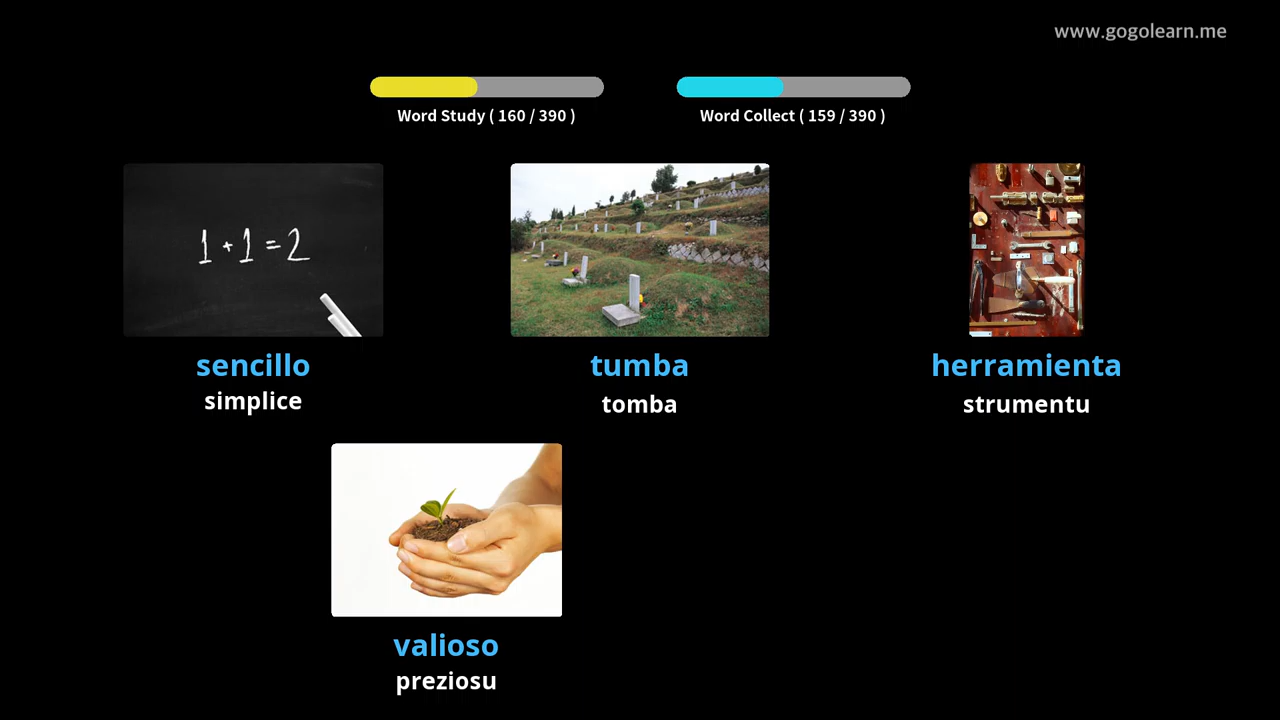 www.gogolearn.me
Word Study ( 160 / 390 )
Word Collect ( 159 / 390 )
1 + 1 = 2
sencillo
tumba
herramienta
simplice
tomba
strumentu
valioso
preziosu